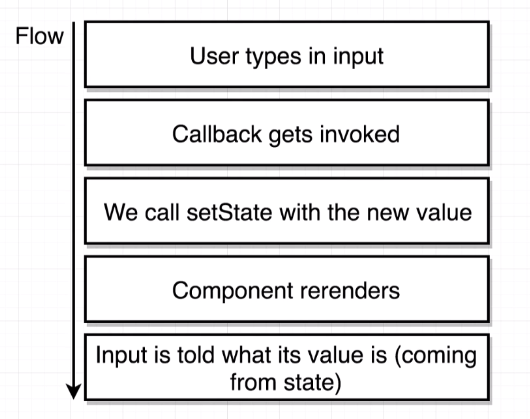 Flow
User types in input
Callback gets invoked
We call setState with the new value
Component rerenders
Input is told what its value is (coming
from state)